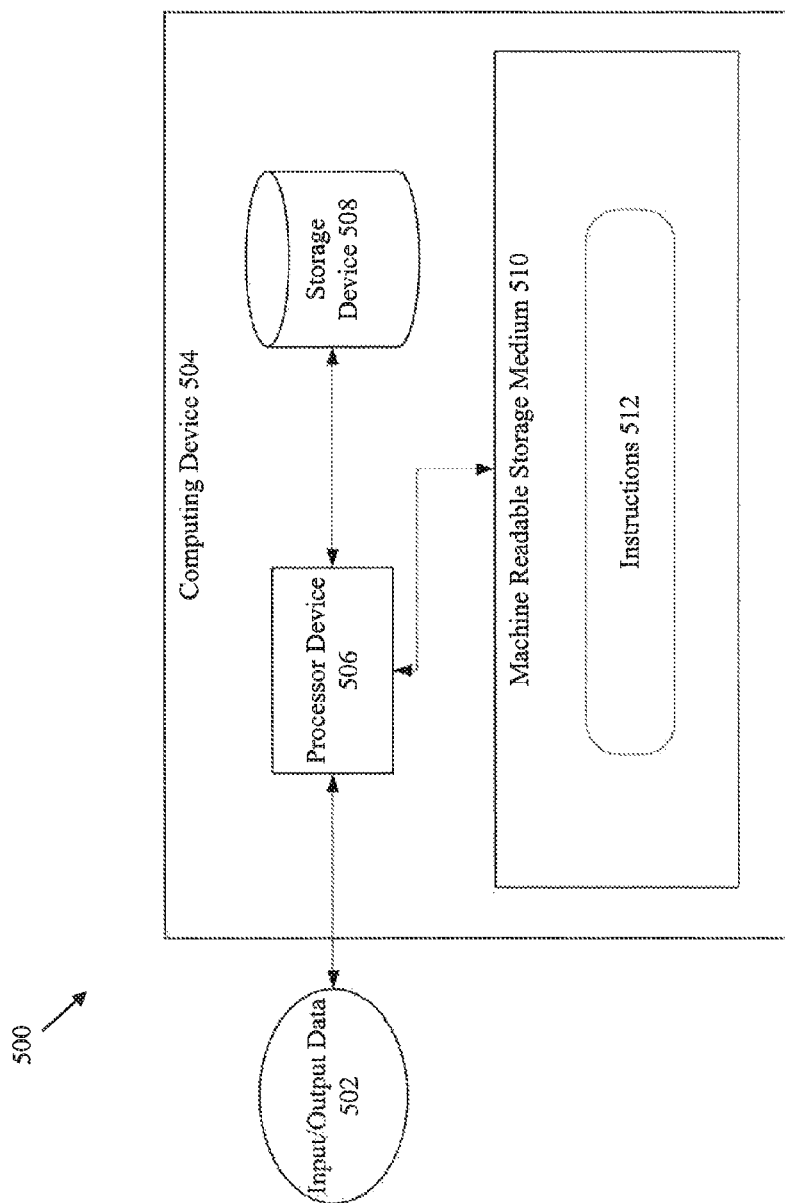 500
Computing Device 504
Input/Output Data
502
Processor Device
506
Storage
Device 508
Machine Readable Storage Medium 510
Instructions 512